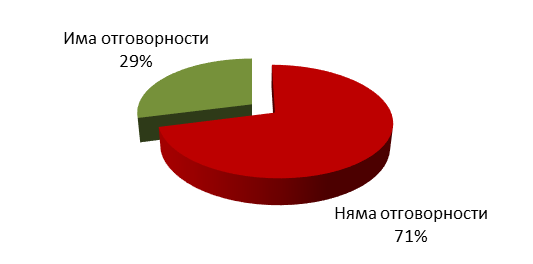 Има отговорности
29%
Няма отговорности
71%